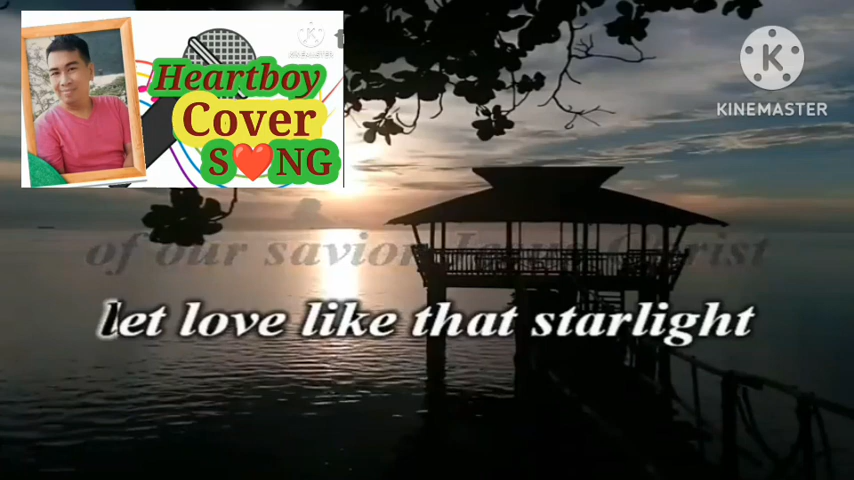 Heartboy
Cover
S❤NG
KINEMASTER
of our savior Jesus Christ
let love like that starlight